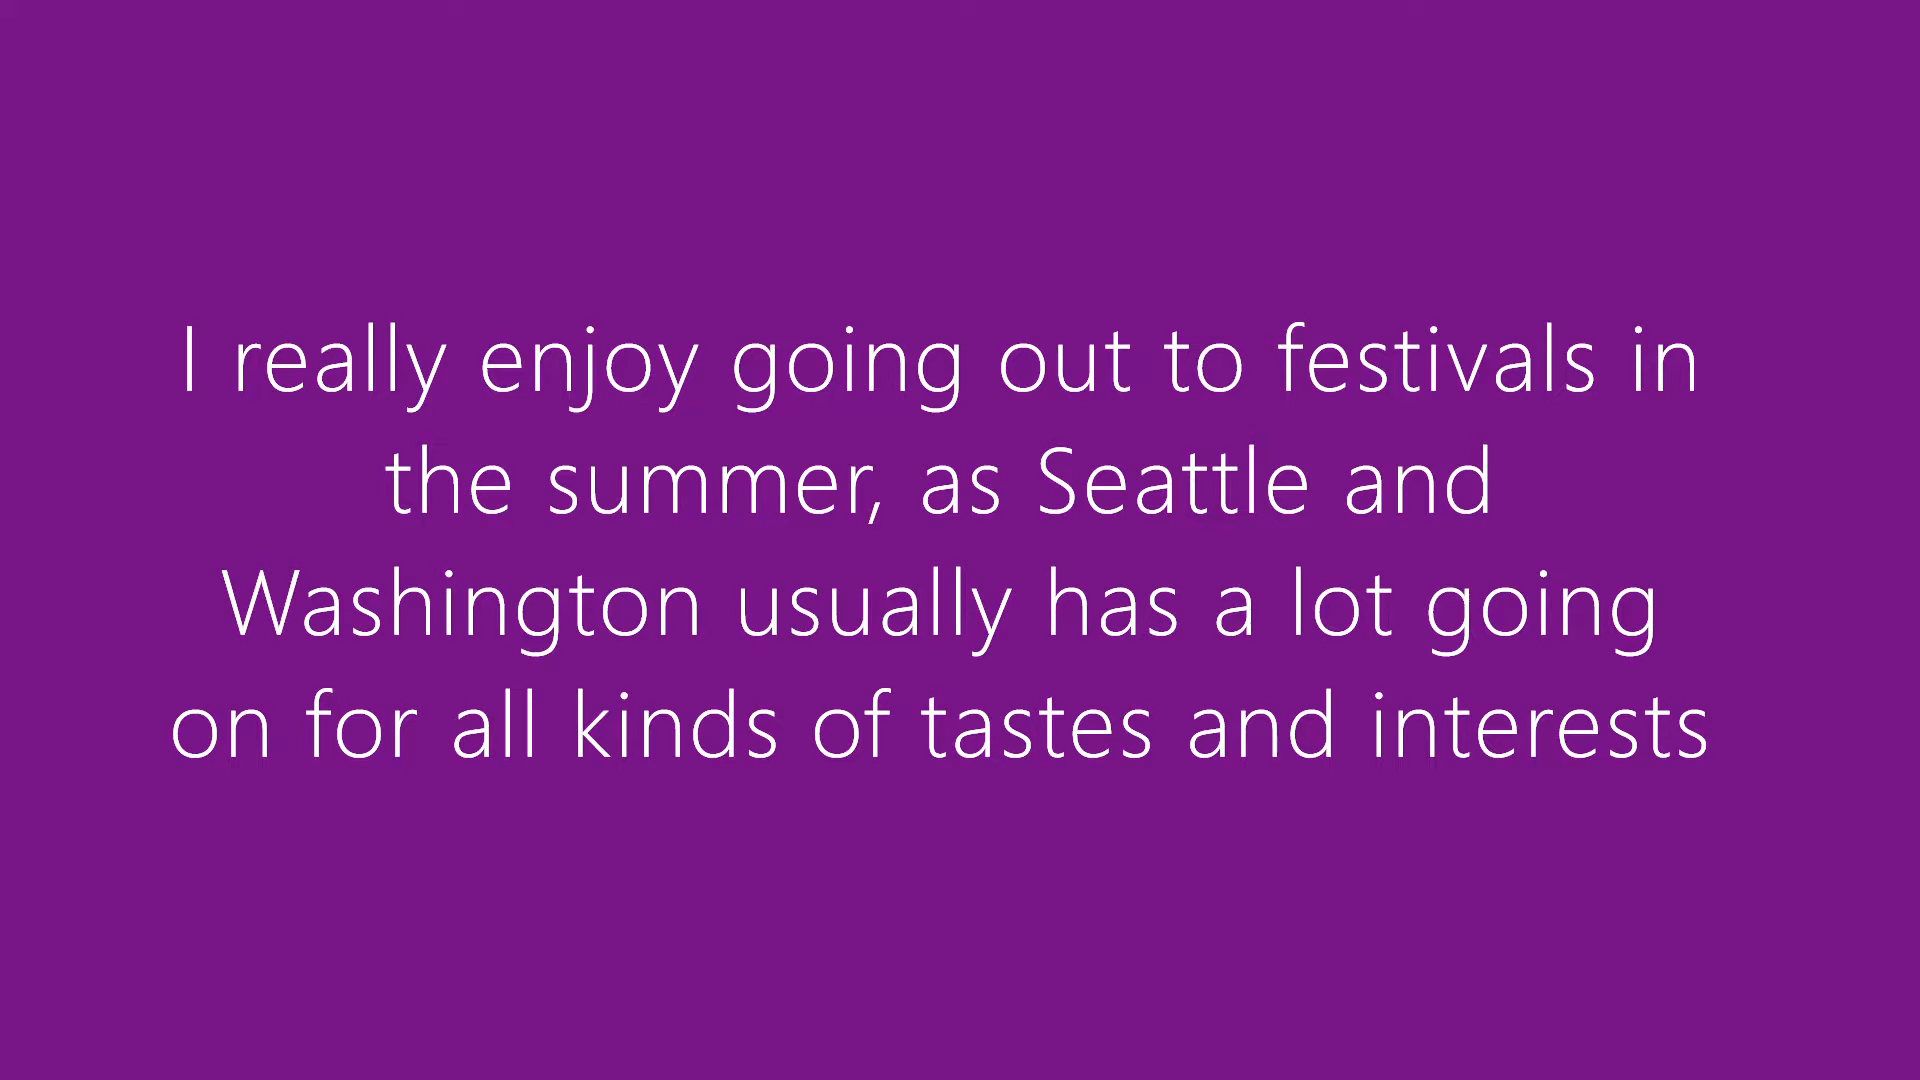 I really enjoy going out to festivals in
the summer, as Seattle and
Washington usually has a lot going
on for all kinds of tastes and interests